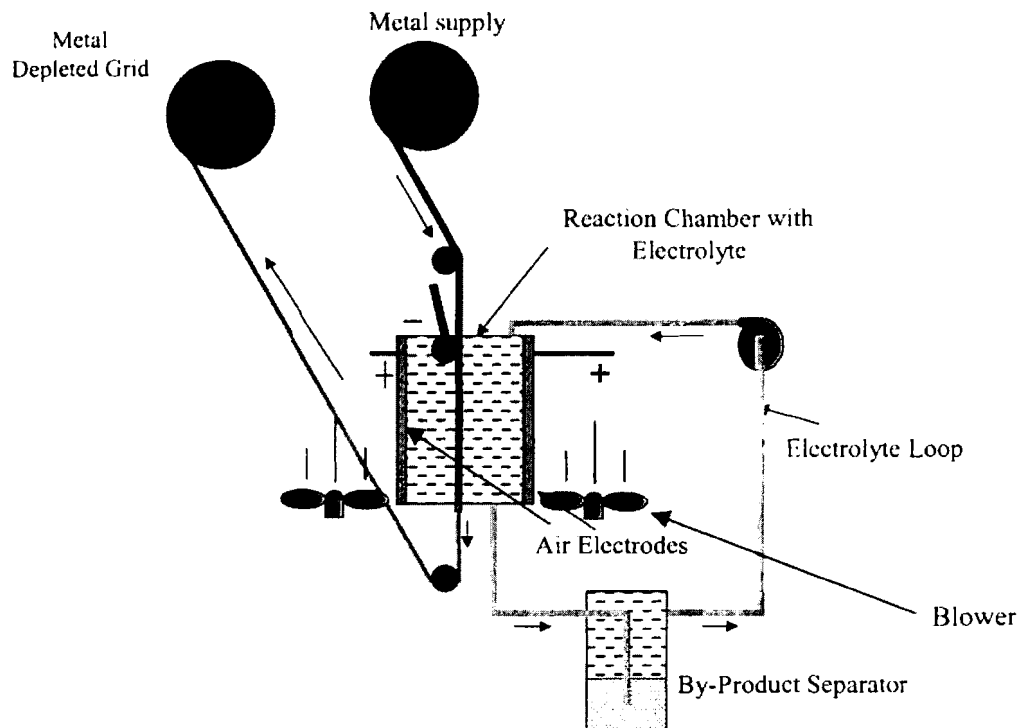 Metal supply
Metal
Depleted Grid
Reaction Chamber with
Electrolyte
−
+
+
Electrolyte Loop
Air Electrodes
Blower
By-Product Separator